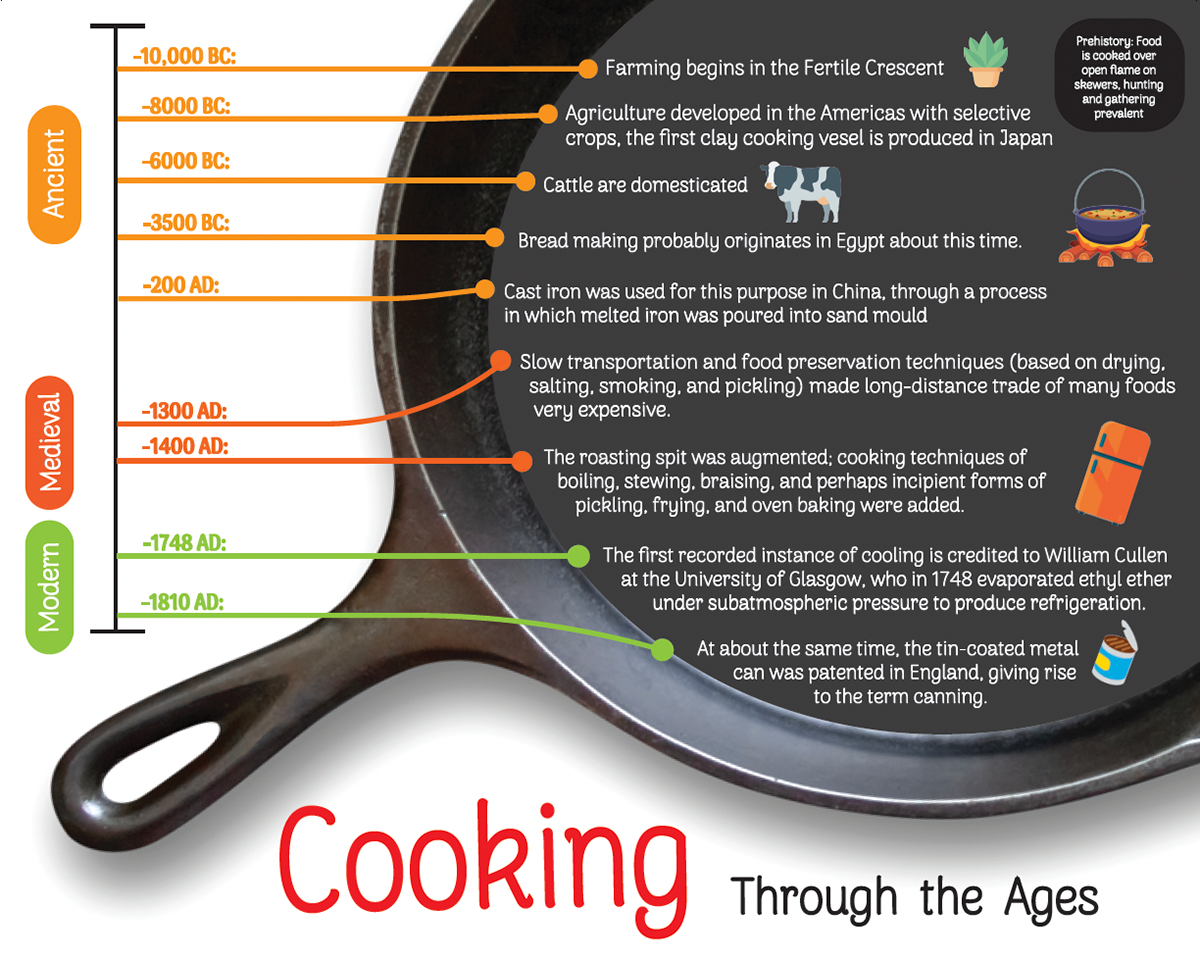 -10,000 BC:
Farming begins in the Fertile Crescent
Prehistory: Food
is cooked over
open flame on
skewers, hunting
and gathering
prevalent
-8000 BC:
Agriculture developed in the Americas with selective
crops, the first clay cooking vesel is produced in Japan
Ancient
-6000 BC:
Cattle are domesticated
-3500 BC:
Bread making probably originates in Egypt about this time.
-200 AD:
Cast iron was used for this purpose in China, through a process
in which melted iron was poured into sand mould
Medieval
-1300 AD:
Slow transportation and food preservation techniques (based on drying,
salting, smoking, and pickling) made long-distance trade of many foods
very expensive.
-1400 AD:
The roasting spit was augmented; cooking techniques of
boiling, stewing, braising, and perhaps incipient forms of
pickling, frying, and oven baking were added.
Modern
-1748 AD:
The first recorded instance of cooling is credited to William Cullen
at the University of Glasgow, who in 1748 evaporated ethyl ether
under subatmospheric pressure to produce refrigeration.
-1810 AD:
At about the same time, the tin-coated metal
can was patented in England, giving rise
to the term canning.
Cooking Through the Ages